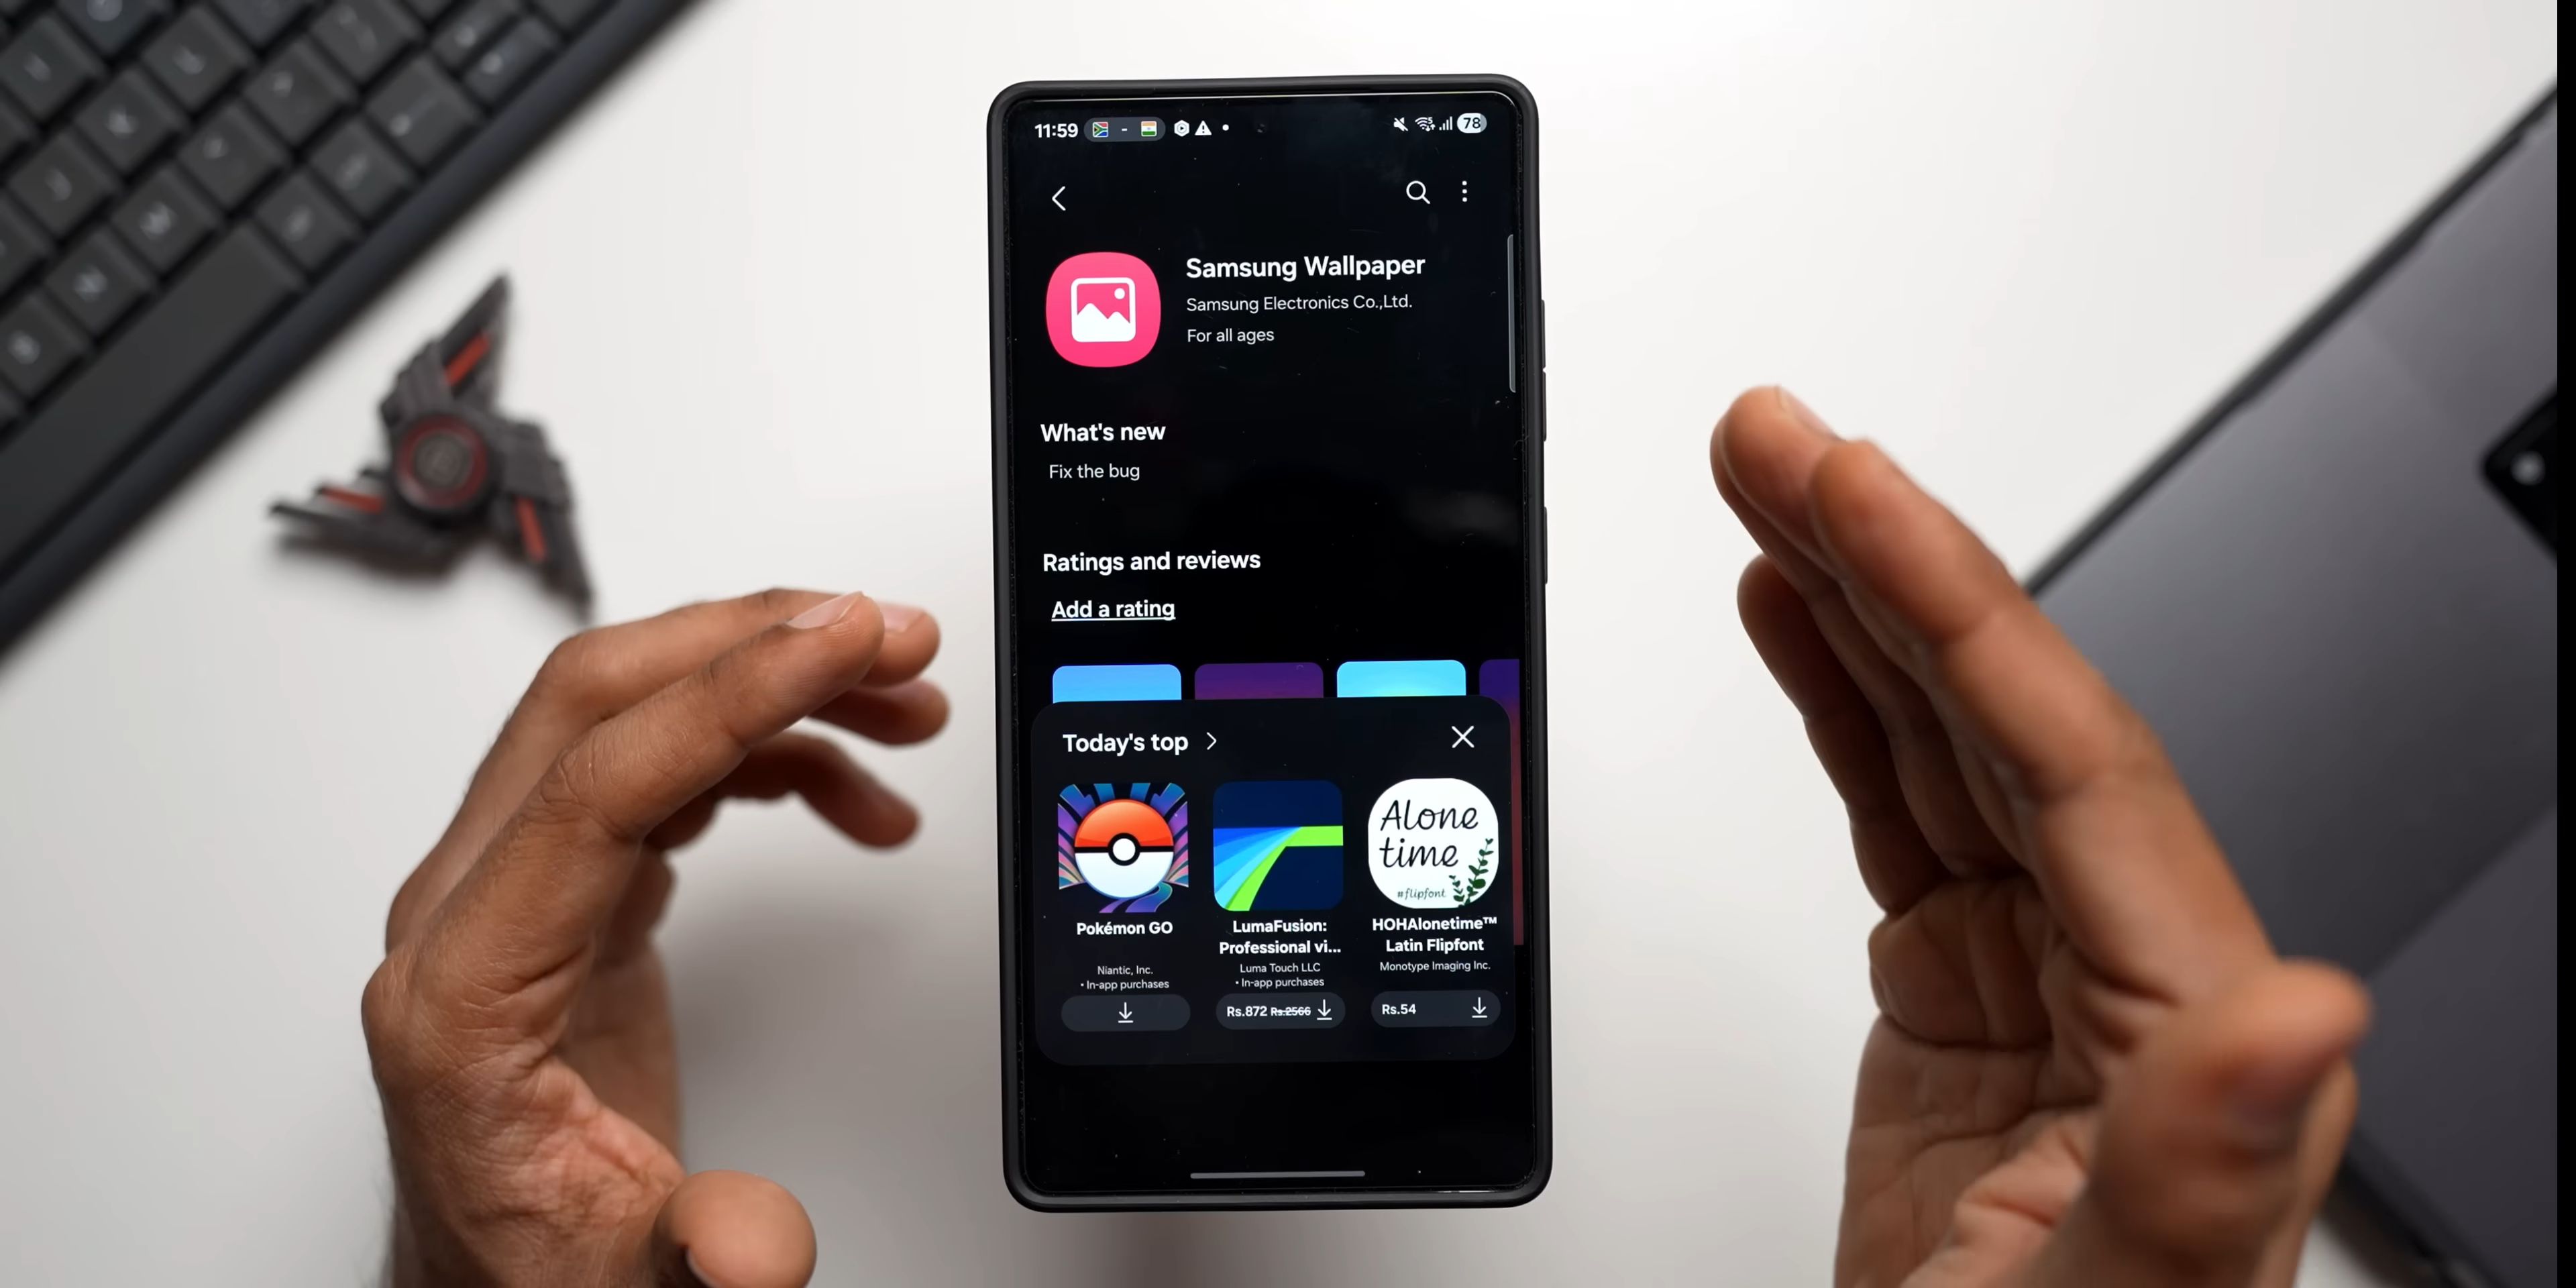 11:59 - 78
Samsung Wallpaper
Samsung Electronics Co.,Ltd.
For all ages
What's new
Fix the bug
Ratings and reviews
Add a rating
Today's top
Alone
time
#flipfont
Pokémon GO
Niantic, Inc.
• In-app purchases
LumaFusion:
Professional vi...
Luma Touch LLC
• In-app purchases
Rs.872 Rs.2566
HOHAlonetime™
Latin Flipfont
Monotype Imaging Inc.
Rs.54